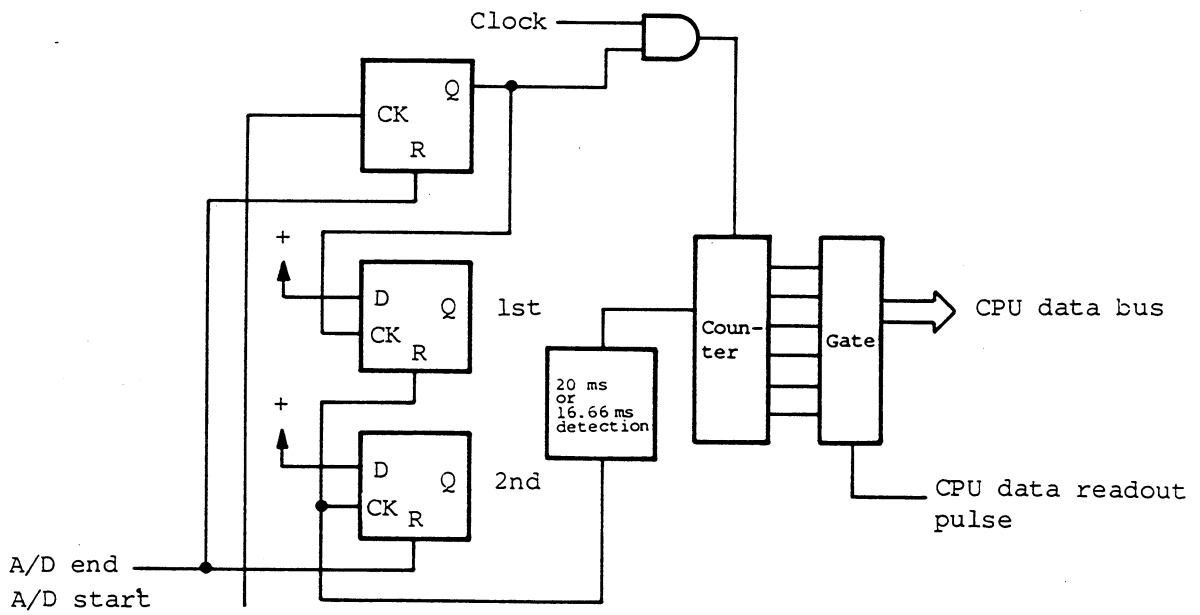 Clock
Q
CK
R
+
D
Q
1st
CK
R
20 ms
or
16.66 ms
detection
Coun-
ter
Gate
CPU data bus
+
D
Q
2nd
CK
R
CPU data readout
pulse
A/D end
A/D start